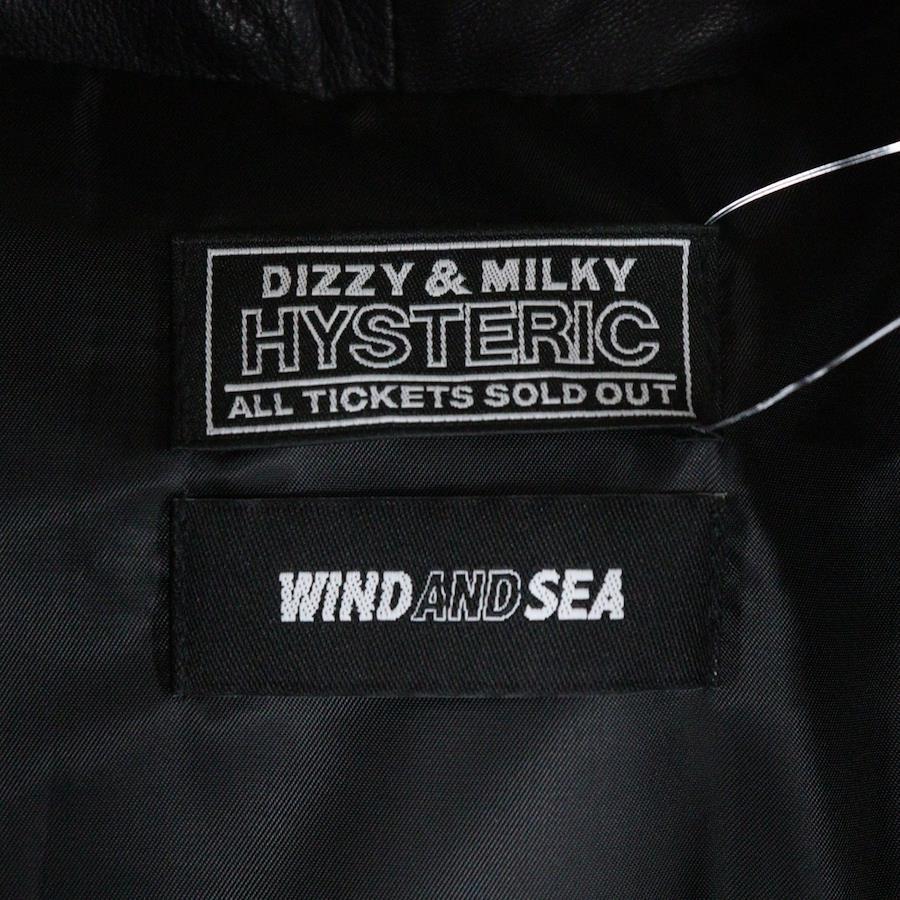 DIZZY & MILKY
HYSTERIC
ALL TICKETS SOLD OUT
WINDANDSEA